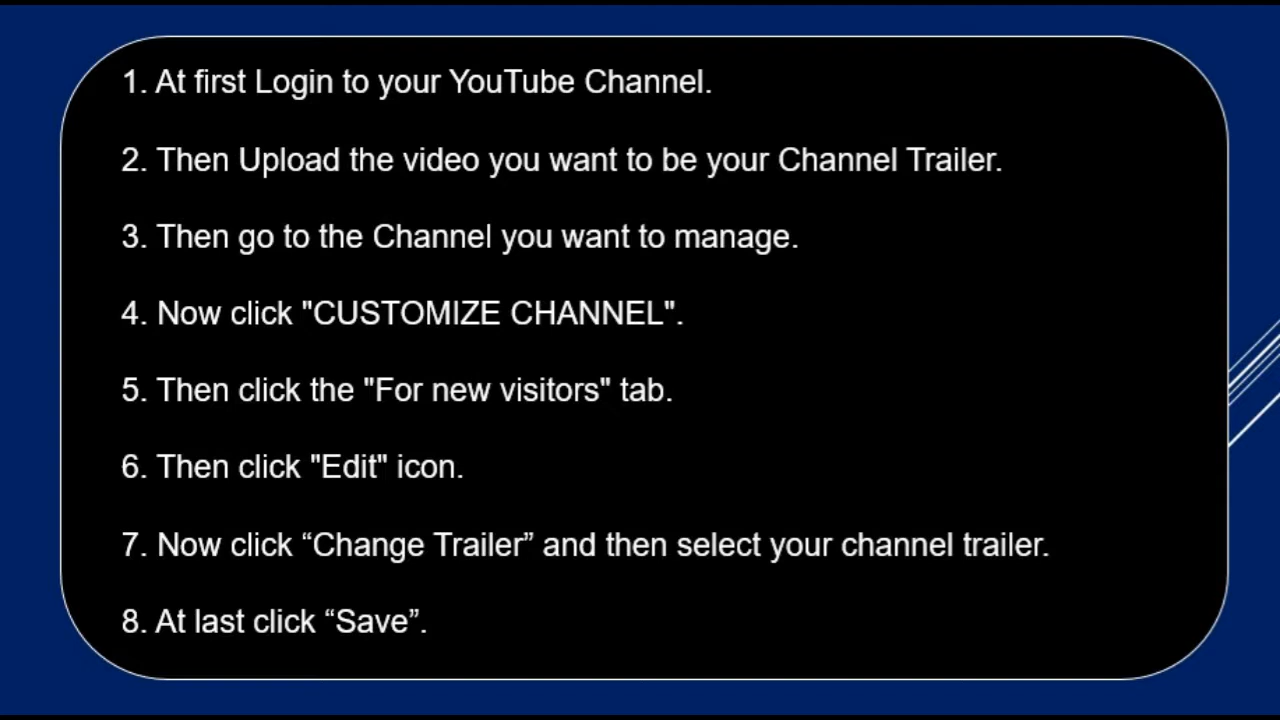 1. At first Login to your YouTube Channel.
2. Then Upload the video you want to be your Channel Trailer.
3. Then go to the Channel you want to manage.
4. Now click "CUSTOMIZE CHANNEL".
5. Then click the "For new visitors" tab.
6. Then click "Edit" icon.
7. Now click “Change Trailer” and then select your channel trailer.
8. At last click “Save”.